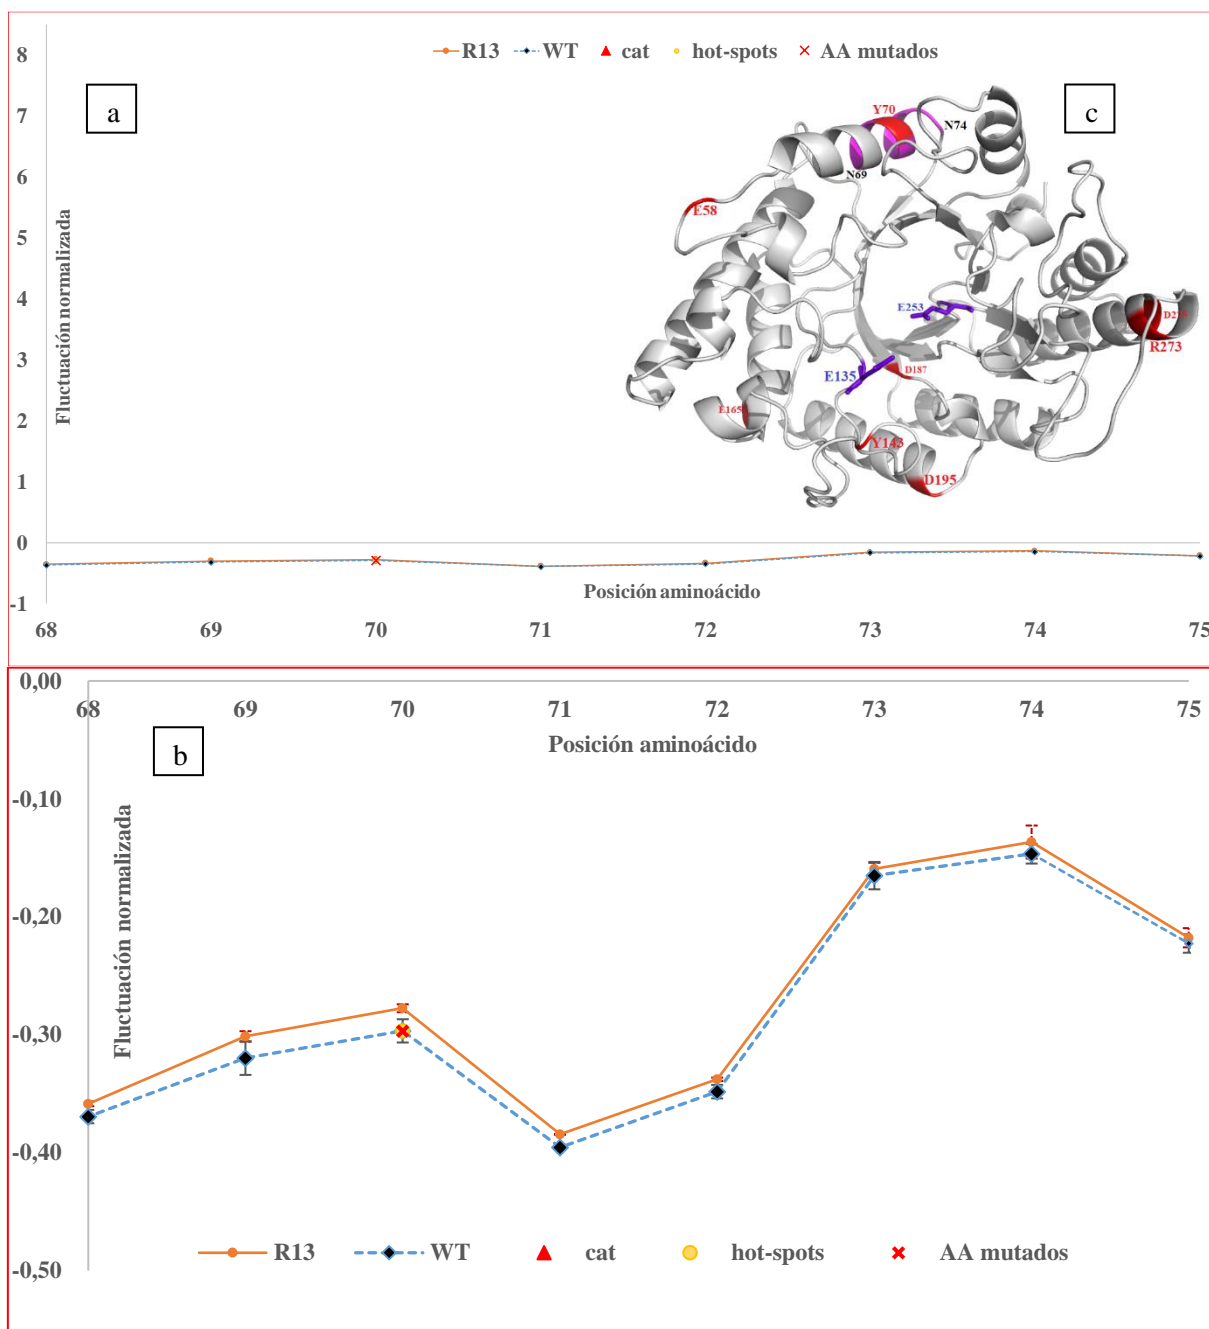 8
R13 WT cat hot-spots AA mutados
7
a
c
Y70
N74
N69
6
E58
5
Fluctuación normalizada
4
E253
R273
3
E135
D187
2
E165
Y143
D195
1
0
Posición aminoácido
-1
68 69 70 71 72 73 74 75
0,00
68 69 70 71 72 73 74 75
Posición aminoácido
b
-0,10
Fluctuación normalizada
-0,20
-0,30
-0,40
R13 WT cat hot-spots AA mutados
-0,50